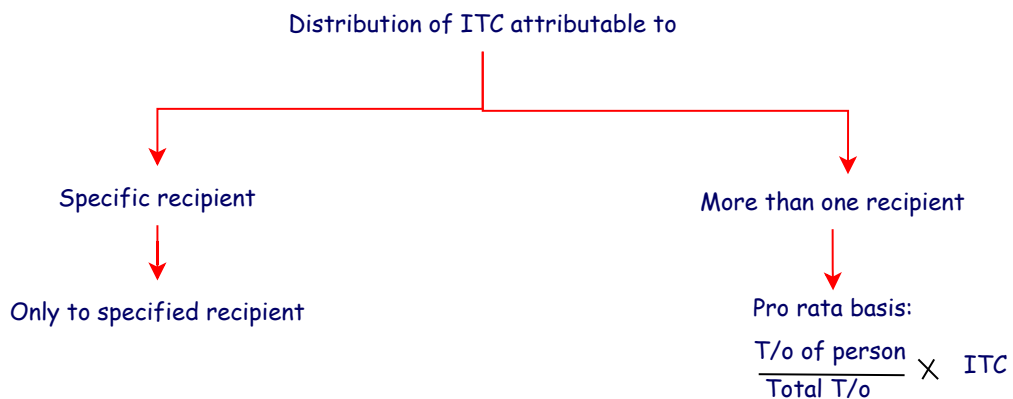 Distribution of ITC attributable to
Specific recipient
More than one recipient
Only to specified recipient
Pro rata basis:
T/o of person
Total T/o
X ITC